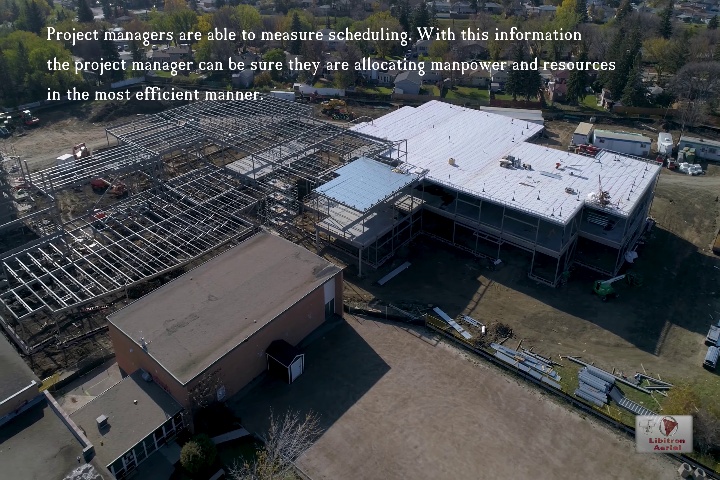 Project managers are able to measure scheduling. With this information
the project manager can be sure they are allocating manpower and resources
in the most efficient manner.
Libitron
Aerial